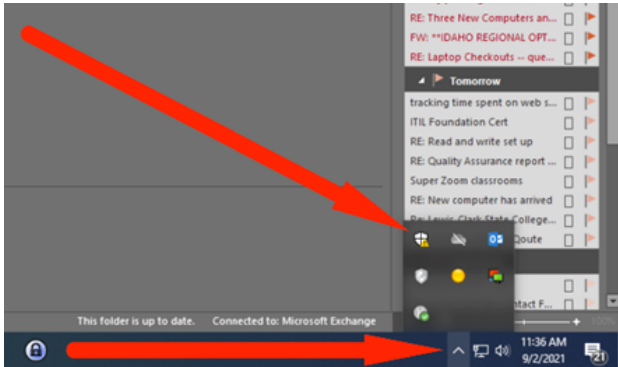 RE: Three New Computers an...
FW: **IDAHO REGIONAL OPT...
RE: Laptop Checkouts -- que...
Tomorrow
tracking time spent on web s...
ITIL Foundation Cert
RE: Read and write set up
RE: Quality Assurance report ...
Super Zoom classrooms
RE: New computer has arrived
Re: Lewis-Clark State College...
Qoute
ntact F...
This folder is up to date. Connected to: Microsoft Exchange
100%
11:36 AM
9/2/2021
21